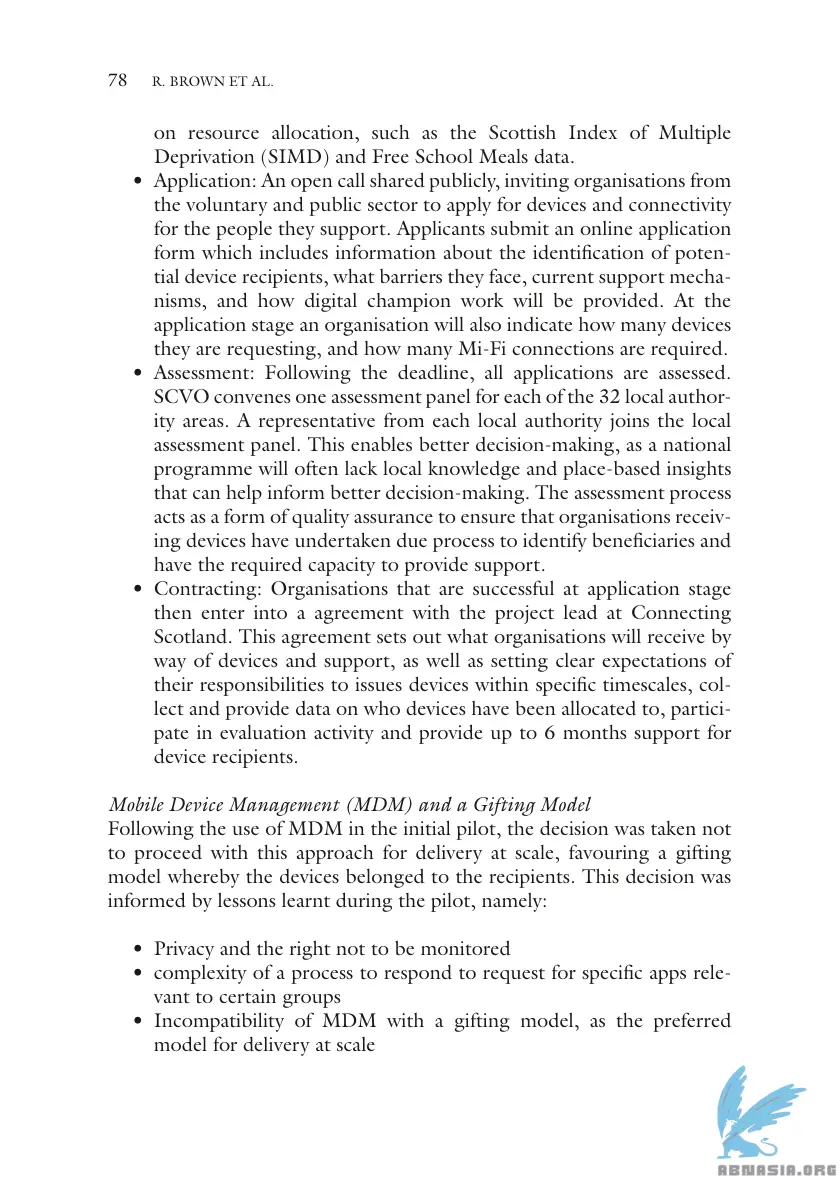 78 R. BROWN ET AL.
on resource allocation, such as the Scottish Index of Multiple
Deprivation (SIMD) and Free School Meals data.
• Application: An open call shared publicly, inviting organisations from
the voluntary and public sector to apply for devices and connectivity
for the people they support. Applicants submit an online application
form which includes information about the identification of poten-
tial device recipients, what barriers they face, current support mecha-
nisms, and how digital champion work will be provided. At the
application stage an organisation will also indicate how many devices
they are requesting, and how many Mi-Fi connections are required.
• Assessment: Following the deadline, all applications are assessed.
SCVO convenes one assessment panel for each of the 32 local author-
ity areas. A representative from each local authority joins the local
assessment panel. This enables better decision-making, as a national
programme will often lack local knowledge and place-based insights
that can help inform better decision-making. The assessment process
acts as a form of quality assurance to ensure that organisations receiv-
ing devices have undertaken due process to identify beneficiaries and
have the required capacity to provide support.
• Contracting: Organisations that are successful at application stage
then enter into a agreement with the project lead at Connecting
Scotland. This agreement sets out what organisations will receive by
way of devices and support, as well as setting clear expectations of
their responsibilities to issues devices within specific timescales, col-
lect and provide data on who devices have been allocated to, partici-
pate in evaluation activity and provide up to 6 months support for
device recipients.
Mobile Device Management (MDM) and a Gifting Model
Following the use of MDM in the initial pilot, the decision was taken not
to proceed with this approach for delivery at scale, favouring a gifting
model whereby the devices belonged to the recipients. This decision was
informed by lessons learnt during the pilot, namely:
• Privacy and the right not to be monitored
• complexity of a process to respond to request for specific apps rele-
vant to certain groups
• Incompatibility of MDM with a gifting model, as the preferred
model for delivery at scale
ABNASIA.ORG